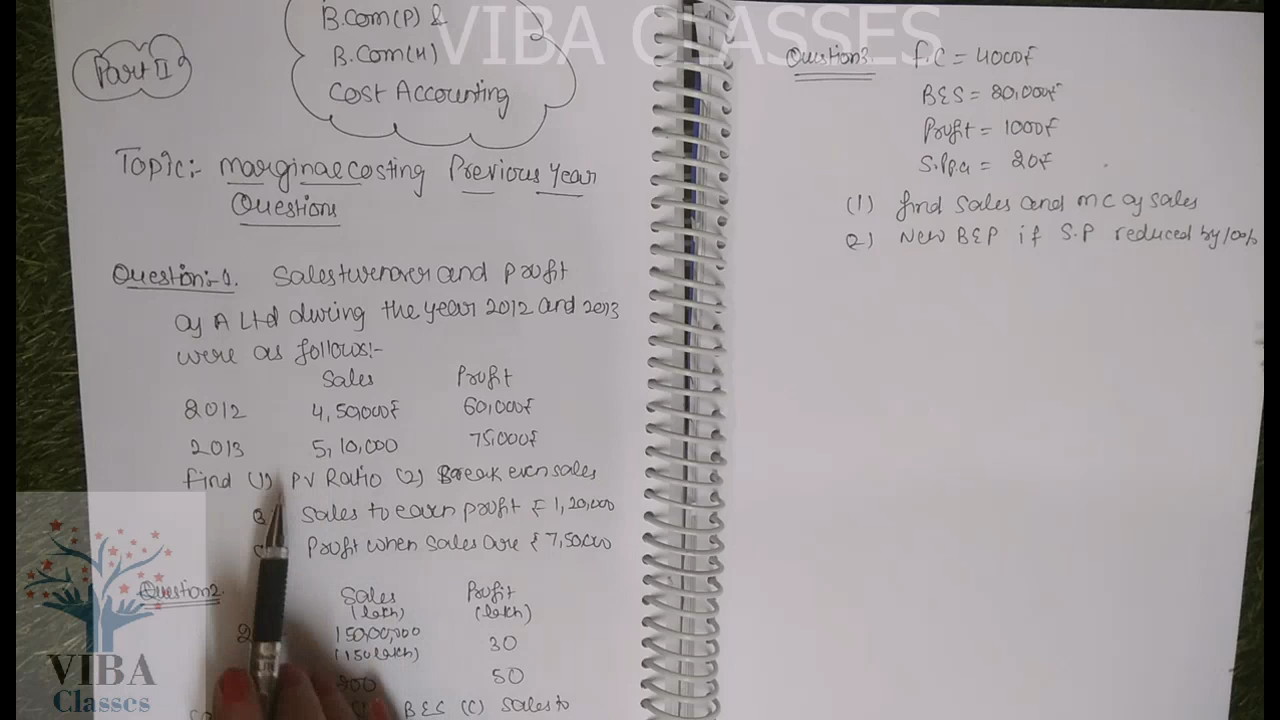 VIBA CLASSES
Part II
B.Com(P) &
B.Com(H)
Cost Accounting
Topic:- Marginal Costing Previous Year
Questions
Question:-1. Sales turnover and Profit
of A Ltd during the year 2012 and 2013
were as follows:-
Sales Profit
2012 4,50,000₹ 60,000₹
2013 5,10,000 75,000₹
Find (1) PV Ratio (2) Break even sales
Sales to earn profit ₹ 1,20,000
Profit when Sales are ₹ 7,50,000
Question2. Sales Profit
(lakh) (lakh)
15000,000 30
(150 lakh)
200 50
BES (C) Sales to
VIBA
Classes
Question3. F.C = 4000₹
BES = 80,000₹
Profit = 1000₹
S.P p.u = 20₹
(1) find Sales and MC of sales
2) New BEP if S.P reduced by 10%